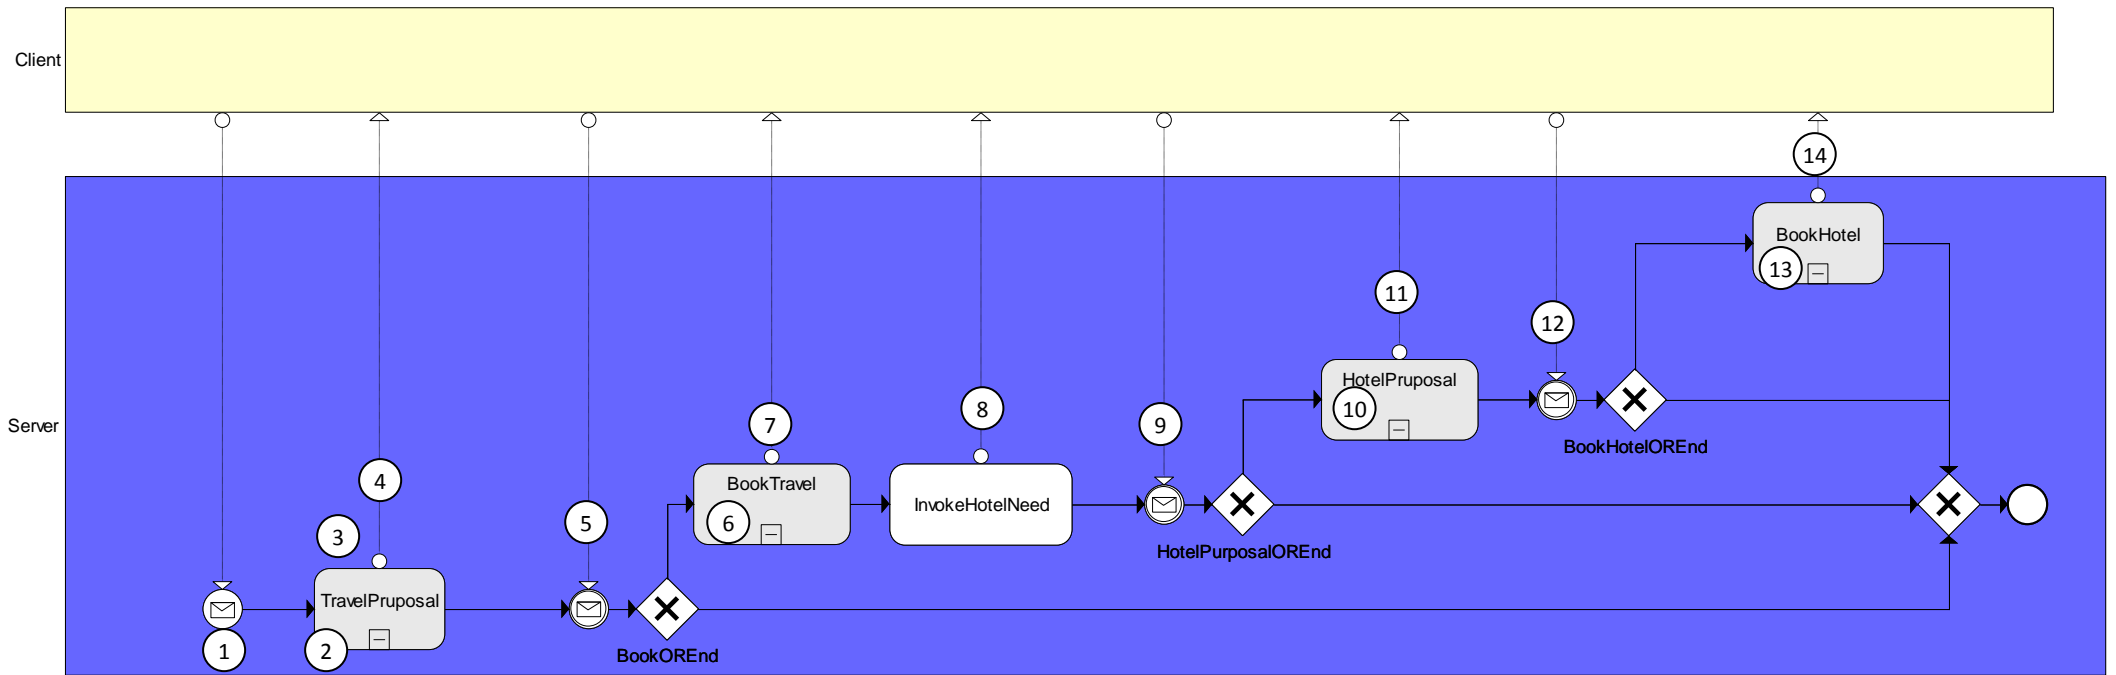 Client
14
BookHotel
13
11
12
HotelPruposal
10
BookHotelOREnd
Server
8
7
9
4
BookTravel
6
InvokeHotelNeed
5
3
HotelPurposalOREnd
TravelPruposal
1
2
BookOREnd